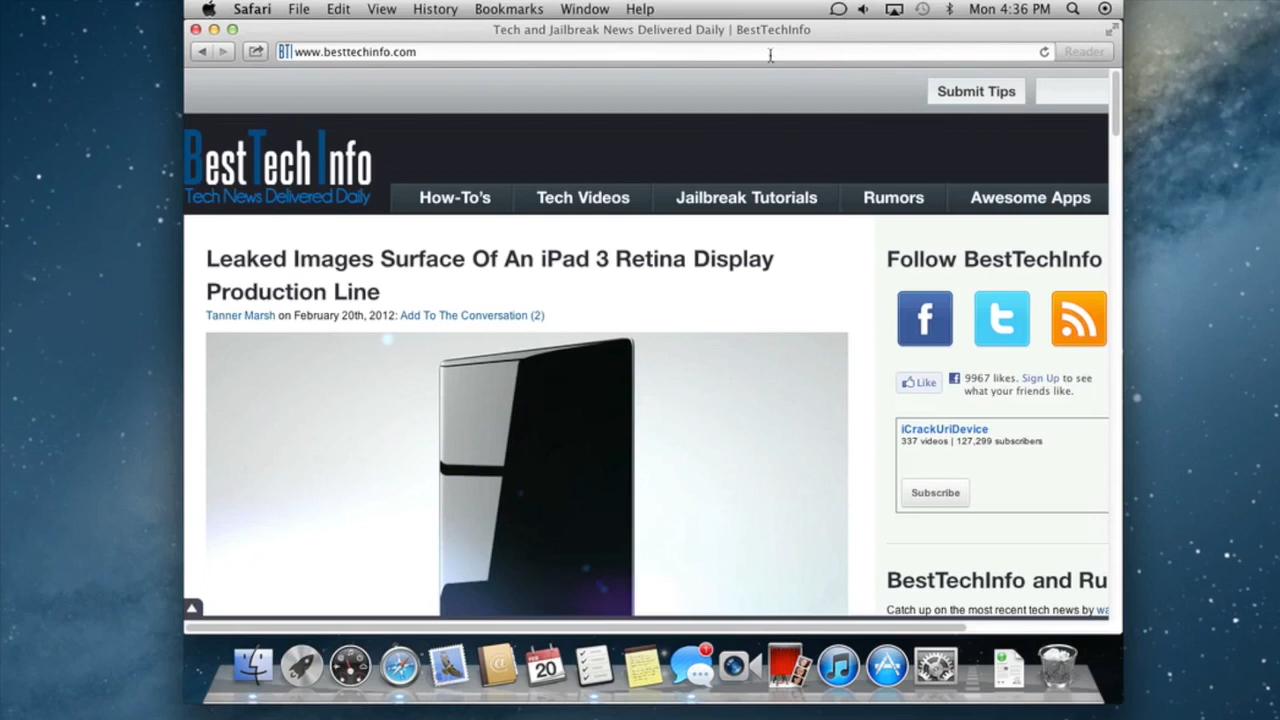 Safari File Edit View History Bookmarks Window Help Mon 4:36 PM
Tech and Jailbreak News Delivered Daily | BestTechInfo
BTI www.besttechinfo.com Reader
Submit Tips
BestTechInfo
Tech News Delivered Daily
How-To's Tech Videos Jailbreak Tutorials Rumors Awesome Apps
Leaked Images Surface Of An iPad 3 Retina Display
Production Line
Tanner Marsh on February 20th, 2012: Add To The Conversation (2)
Follow BestTechInfo
f t
Like 9967 likes. Sign Up to see
what your friends like.
iCrackUriDevice
337 videos | 127,299 subscribers
Subscribe
BestTechInfo and Ru
Catch up on the most recent tech news by wa
FEB
20
1